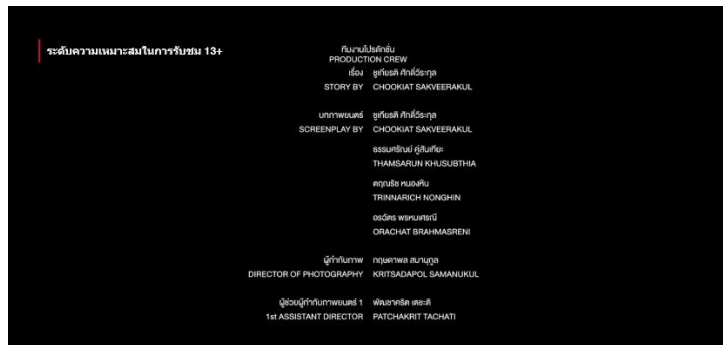 ระดับความเหมาะสมในการรับชม 13+
ทีมงานโปรดักชั่น
PRODUCTION CREW
เรื่อง ชูเกียรติ ศักดิ์วีระกุล
STORY BY CHOOKIAT SAKVEERAKUL
บทภาพยนตร์ ชูเกียรติ ศักดิ์วีระกุล
SCREENPLAY BY CHOOKIAT SAKVEERAKUL
ธรรมศรัณย์ คู่สันเทียะ
THAMSARUN KHUSUBTHIA
ตฤณริช หนองหิน
TRINNARICH NONGHIN
อรฉัตร พรหมเศรณี
ORACHAT BRAHMASRENI
ผู้กำกับภาพ กฤษดาพล สมานุกูล
DIRECTOR OF PHOTOGRAPHY KRITSADAPOL SAMANUKUL
ผู้ช่วยผู้กำกับภาพยนตร์ 1 พัฒชาคริต เตชะติ
1st ASSISTANT DIRECTOR PATCHAKRIT TACHATI